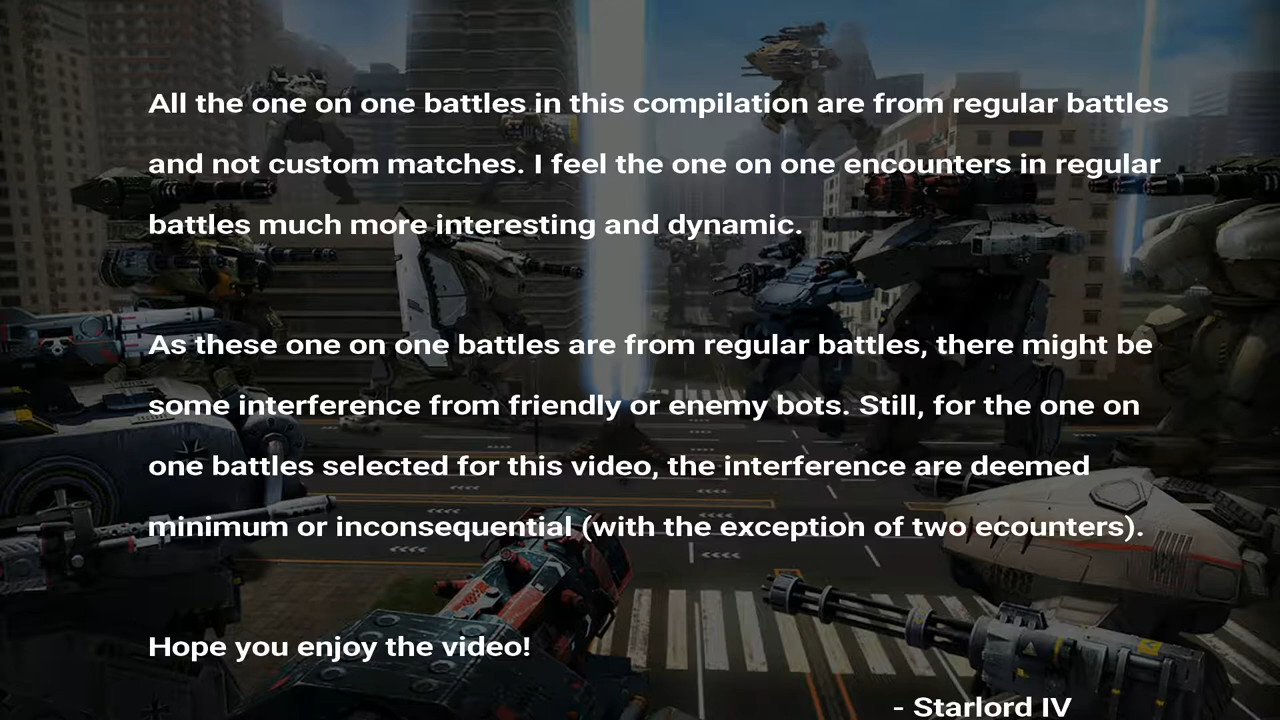 All the one on one battles in this compilation are from regular battles
and not custom matches. I feel the one on one encounters in regular
battles much more interesting and dynamic.
As these one on one battles are from regular battles, there might be
some interference from friendly or enemy bots. Still, for the one on
one battles selected for this video, the interference are deemed
minimum or inconsequential (with the exception of two ecounters).
Hope you enjoy the video!
- Starlord IV